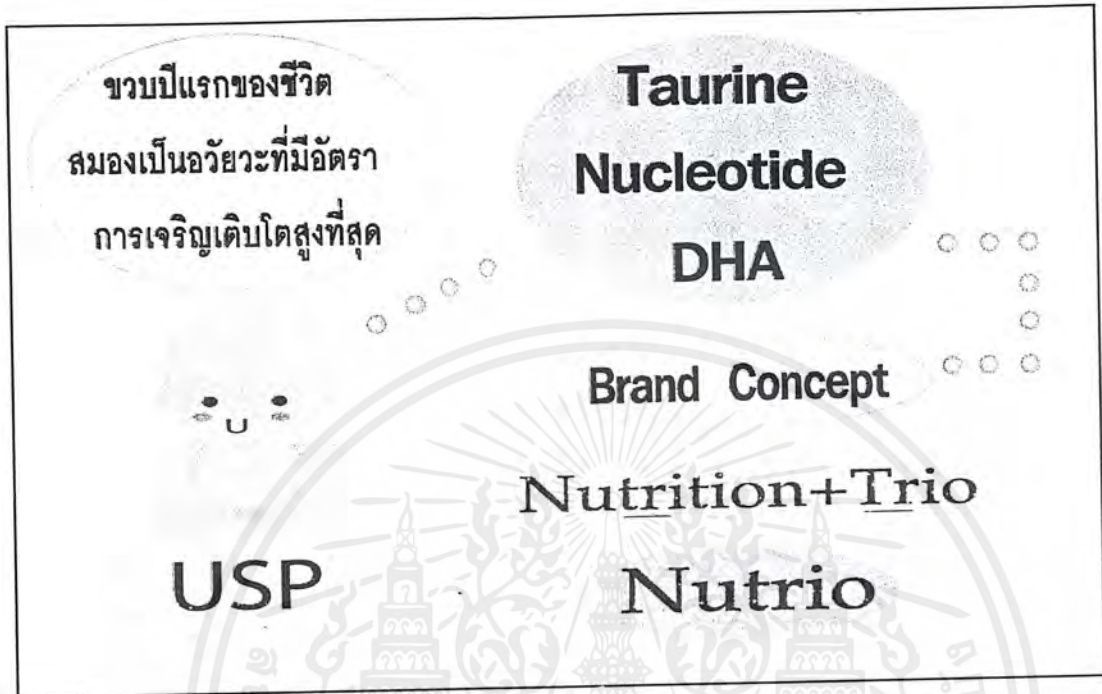 ขวบปีแรกของชีวิต
สมองเป็นอวัยวะที่มีอัตรา
การเจริญเติบโตสูงที่สุด
USP
Taurine
Nucleotide
DHA
Brand Concept
Nutrition+Trio
Nutrio